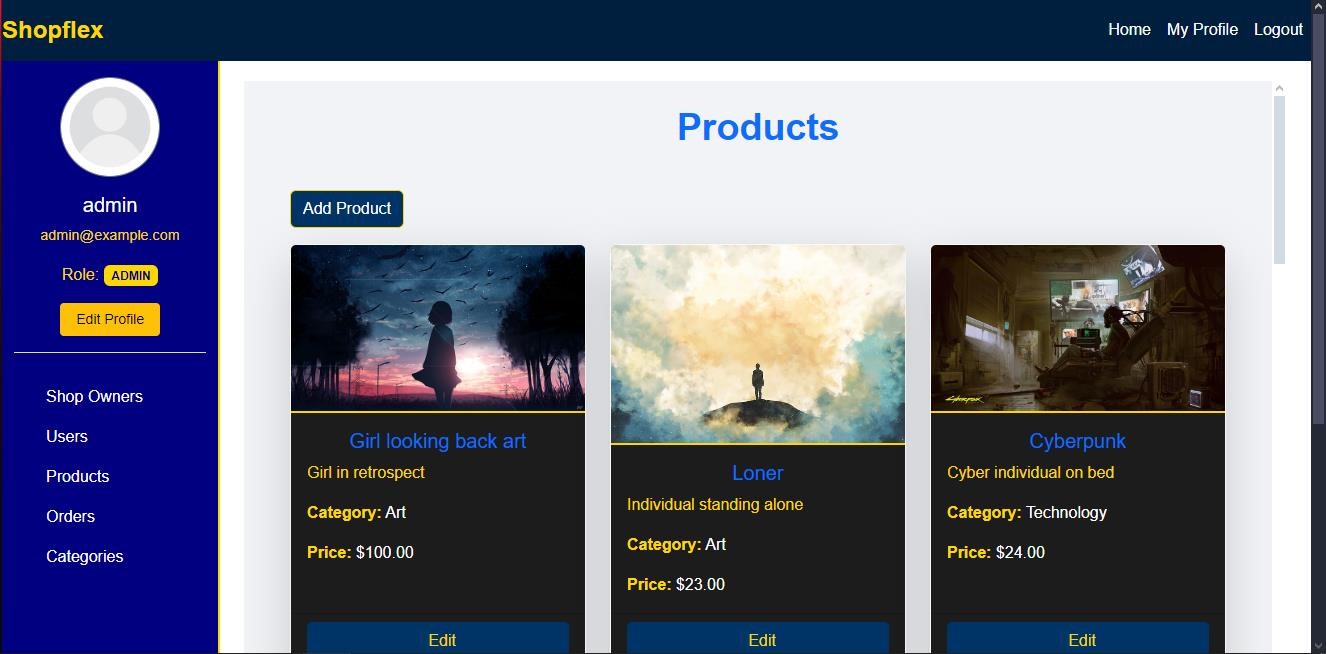 Shopflex
Home My Profile Logout
admin
admin@example.com
Role: ADMIN
Edit Profile
Shop Owners
Users
Products
Orders
Categories
Products
Add Product
Girl looking back art
Girl in retrospect
Category: Art
Price: $100.00
Edit
Loner
Individual standing alone
Category: Art
Price: $23.00
Edit
Cyberpunk
Cyber individual on bed
Category: Technology
Price: $24.00
Edit